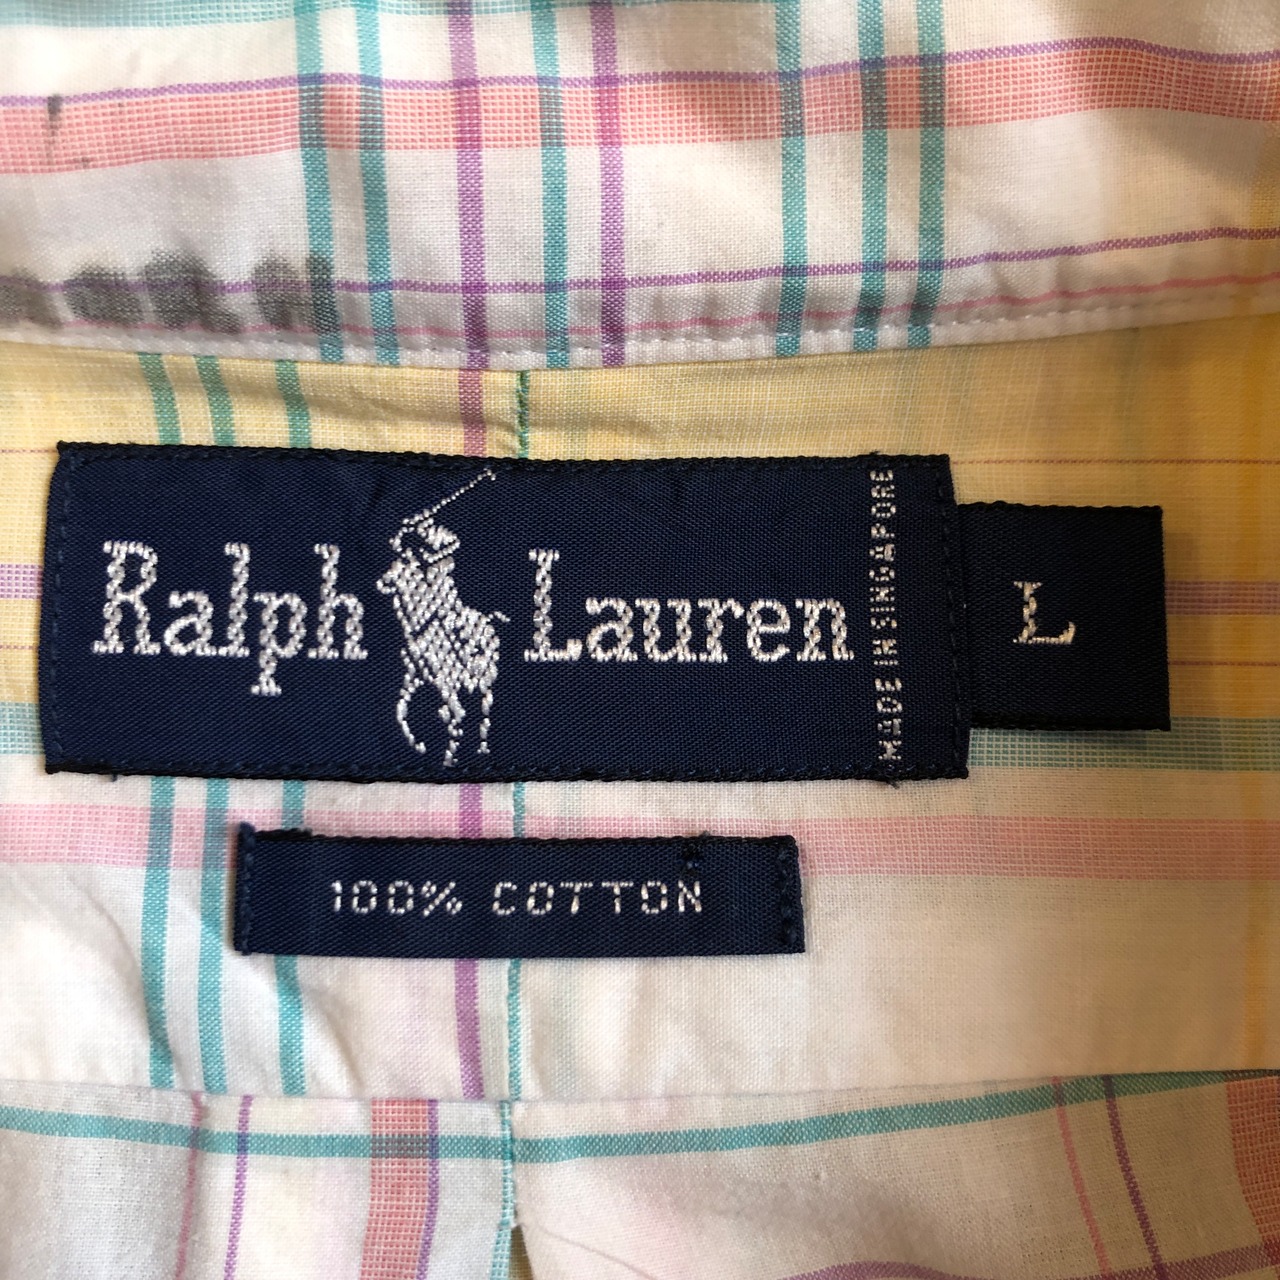 Ralph Lauren
MADE IN SINGAPORE
L
100% COTTON